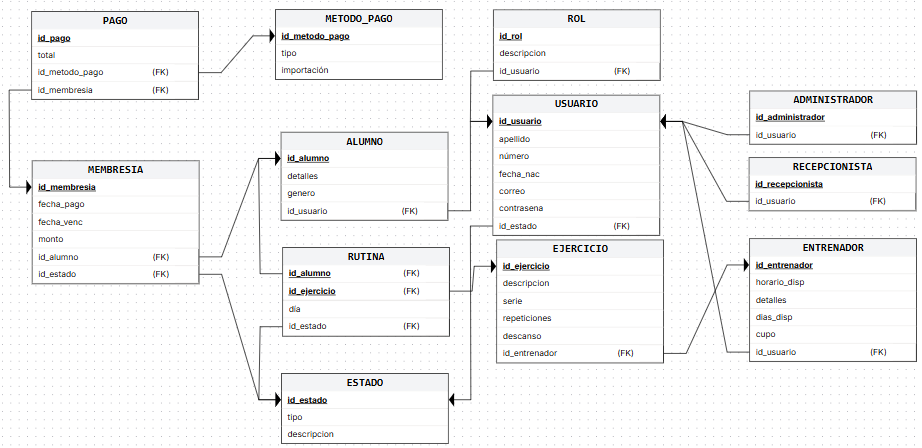 PAGO
id_pago
total
id_metodo_pago (FK)
id_membresia (FK)
METODO_PAGO
id_metodo_pago
tipo
importación
ROL
id_rol
descripcion
id_usuario (FK)
USUARIO
id_usuario
apellido
número
fecha_nac
correo
contrasena
id_estado (FK)
ADMINISTRADOR
id_administrador
id_usuario (FK)
RECEPCIONISTA
id_recepcionista
id_usuario (FK)
MEMBRESIA
id_membresia
fecha_pago
fecha_venc
monto
id_alumno (FK)
id_estado (FK)
ALUMNO
id_alumno
detalles
genero
id_usuario (FK)
RUTINA
id_alumno (FK)
id_ejercicio (FK)
día
id_estado (FK)
EJERCICIO
id_ejercicio
descripcion
serie
repeticiones
descanso
id_entrenador (FK)
ENTRENADOR
id_entrenador
horario_disp
detalles
dias_disp
cupo
id_usuario (FK)
ESTADO
id_estado
tipo
descripcion